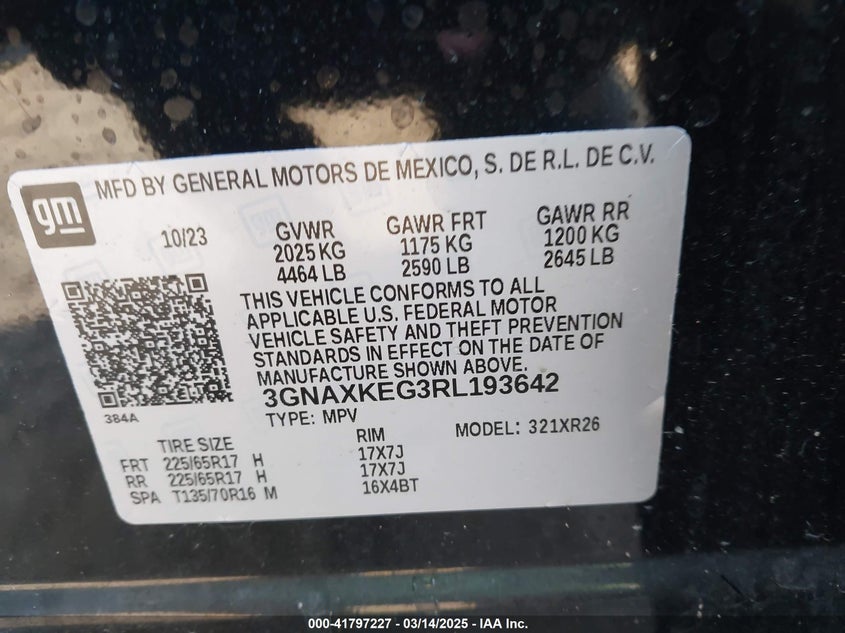 MFD BY GENERAL MOTORS DE MEXICO, S. DE R.L. DE C.V.
gm
10/23
GVWR GAWR FRT GAWR RR
2025 KG 1175 KG 1200 KG
4464 LB 2590 LB 2645 LB
THIS VEHICLE CONFORMS TO ALL
APPLICABLE U.S. FEDERAL MOTOR
VEHICLE SAFETY AND THEFT PREVENTION
STANDARDS IN EFFECT ON THE DATE OF
MANUFACTURE SHOWN ABOVE.
3GNAXKEG3RL193642
384A
TYPE: MPV MODEL: 321XR26
TIRE SIZE RIM
FRT 225/65R17 H 17X7J
RR 225/65R17 H 17X7J
SPA T135/70R16 M 16X4BT
000-41797227 - 03/14/2025 - IAA Inc.